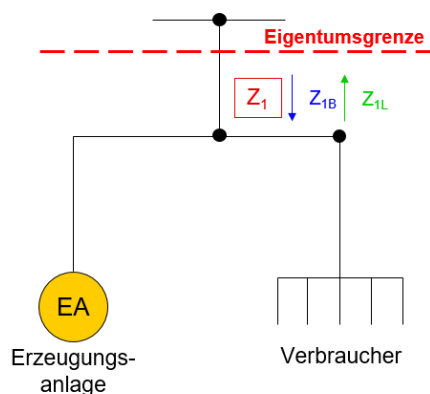 Eigentumsgrenze
Z1 Z1B Z1L
EA
Erzeugungs-
anlage
Verbraucher